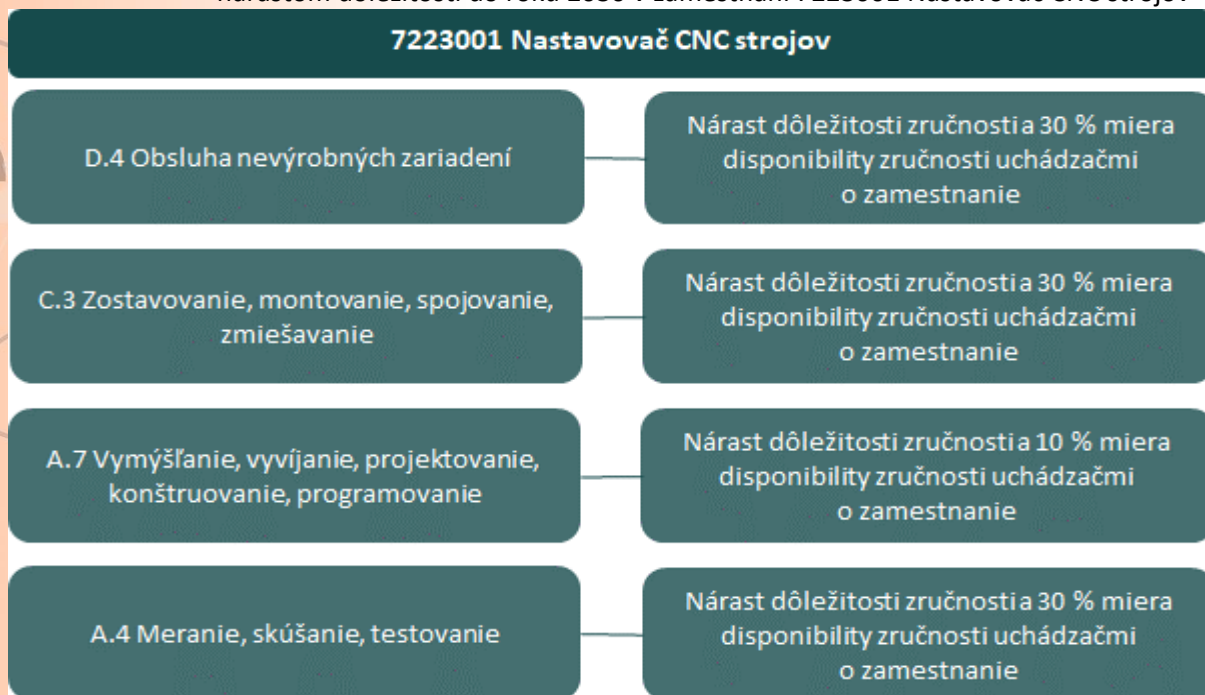 7223001 Nastavovač CNC strojov
D.4 Obsluha nevýrobných zariadení
Nárast dôležitosti zručnosti a 30 % miera
disponibility zručnosti uchádzačmi
o zamestnanie
C.3 Zostavovanie, montovanie, spojovanie,
zmiešavanie
Nárast dôležitosti zručnosti a 30 % miera
disponibility zručnosti uchádzačmi
o zamestnanie
A.7 Vymýšľanie, vyvíjanie, projektovanie,
konštruovanie, programovanie
Nárast dôležitosti zručnosti a 10 % miera
disponibility zručnosti uchádzačmi
o zamestnanie
A.4 Meranie, skúšanie, testovanie
Nárast dôležitosti zručnosti a 30 % miera
disponibility zručnosti uchádzačmi
o zamestnanie